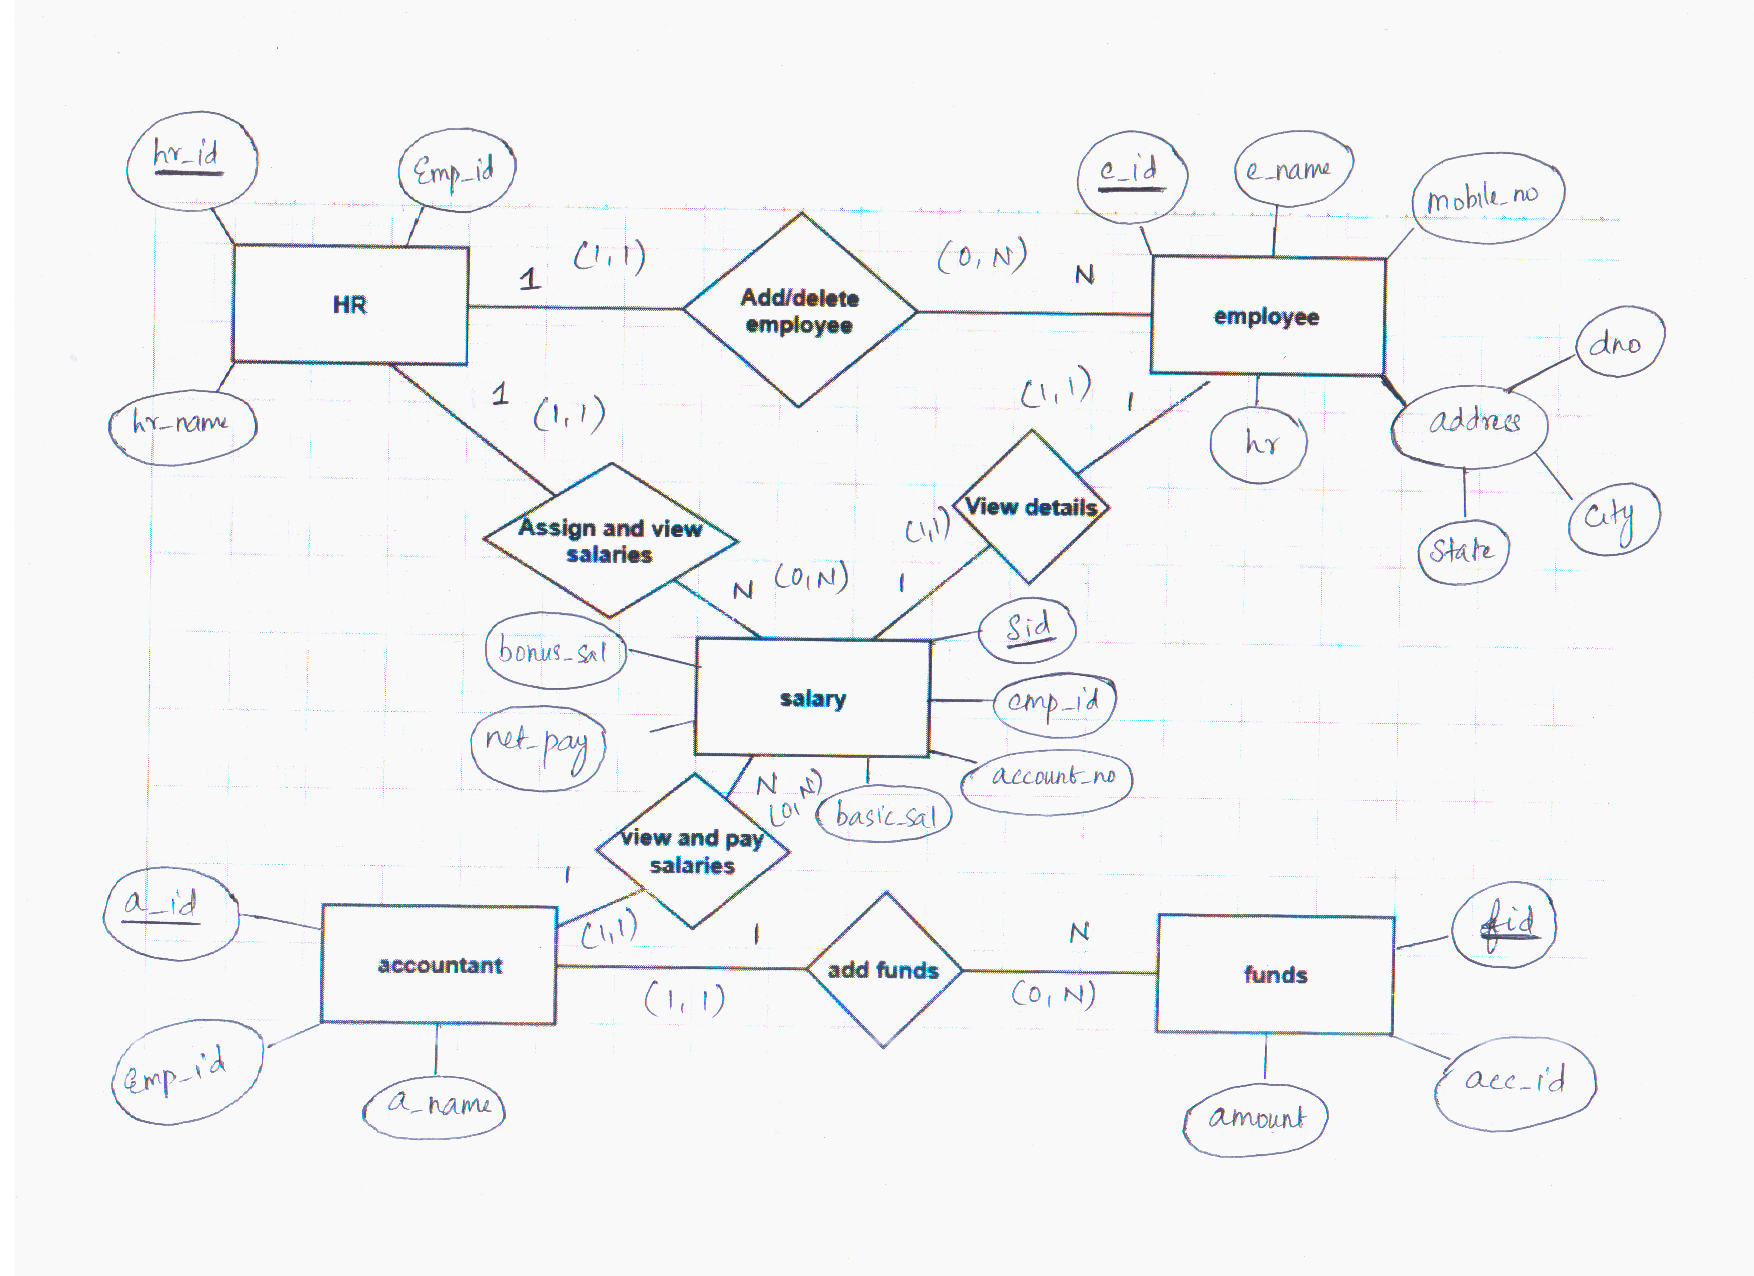 hr_id
Emp_id
e_id
e_name
mobile_no
HR
1
(1,1)
Add/delete
employee
(0,N)
N
employee
dno
hr_name
1
(1,1)
(1,1)
1
hr
address
City
State
Assign and view
salaries
View details
(1,1)
N
(0,N)
1
Sid
bonus_sal
salary
emp_id
net_pay
account_no
N
(0,N)
basic_sal
View and pay
salaries
1
(1,1)
a_id
accountant
1
(1,1)
add funds
N
(0,N)
funds
fid
emp_id
a_name
amount
acc_id